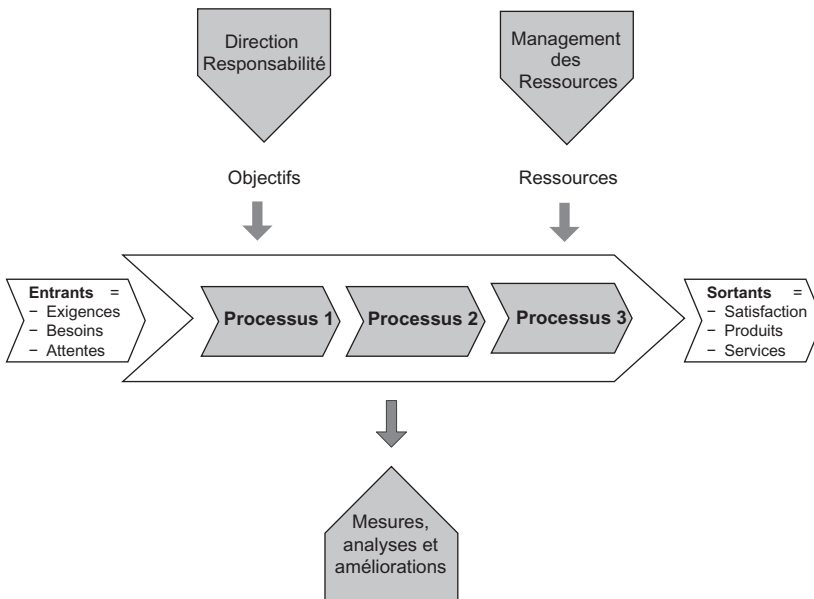 Direction
Responsabilité
Management
des
Ressources
Objectifs
Ressources
Entrants =
– Exigences
– Besoins
– Attentes
Processus 1
Processus 2
Processus 3
Sortants =
– Satisfaction
– Produits
– Services
Mesures,
analyses et
améliorations